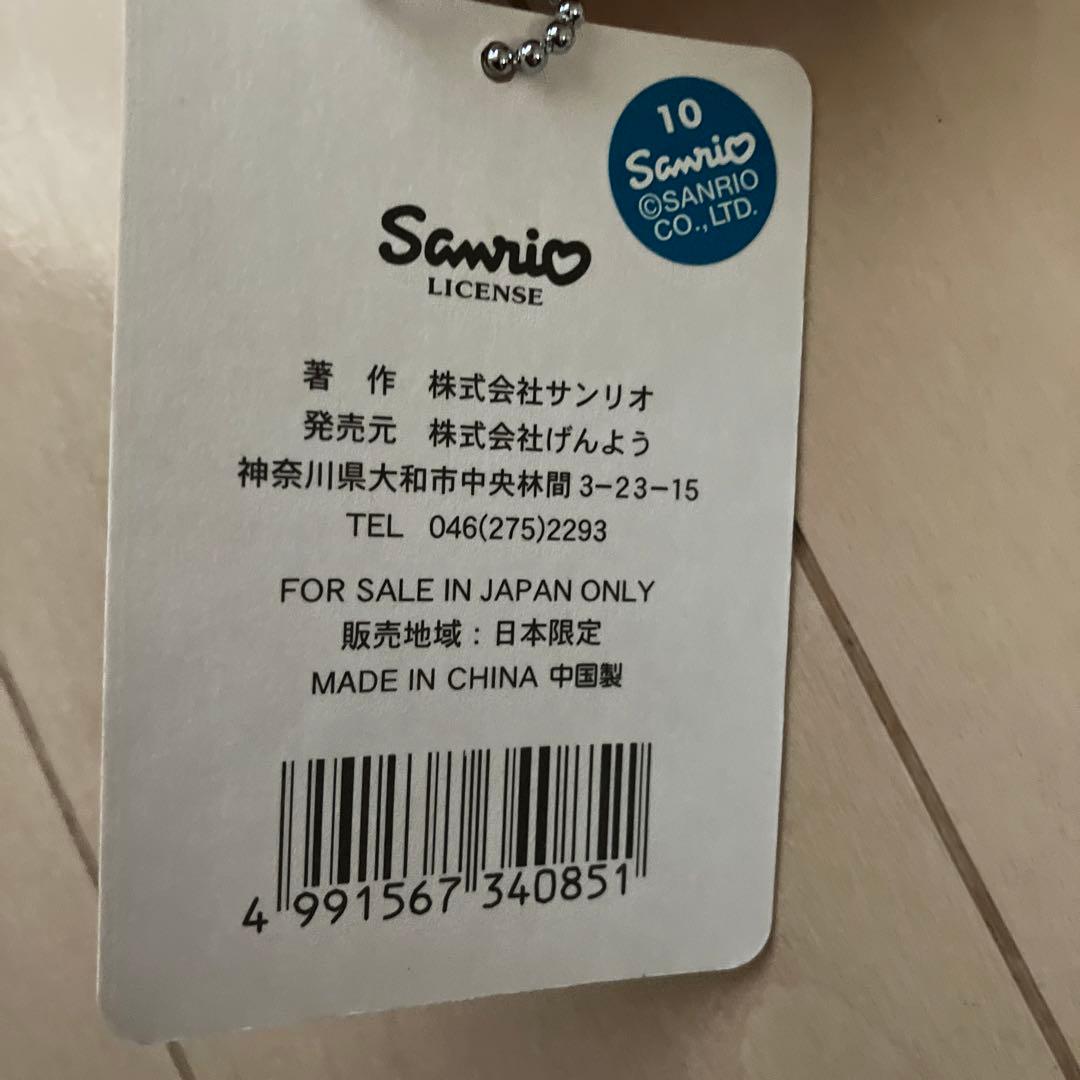 10
Sanrio
©SANRIO
CO.,LTD.
Sanrio
LICENSE
著 作 株式会社サンリオ
発売元 株式会社げんよう
神奈川県大和市中央林間3-23-15
TEL 046(275)2293
FOR SALE IN JAPAN ONLY
販売地域：日本限定
MADE IN CHINA 中国製
4 991567 340851